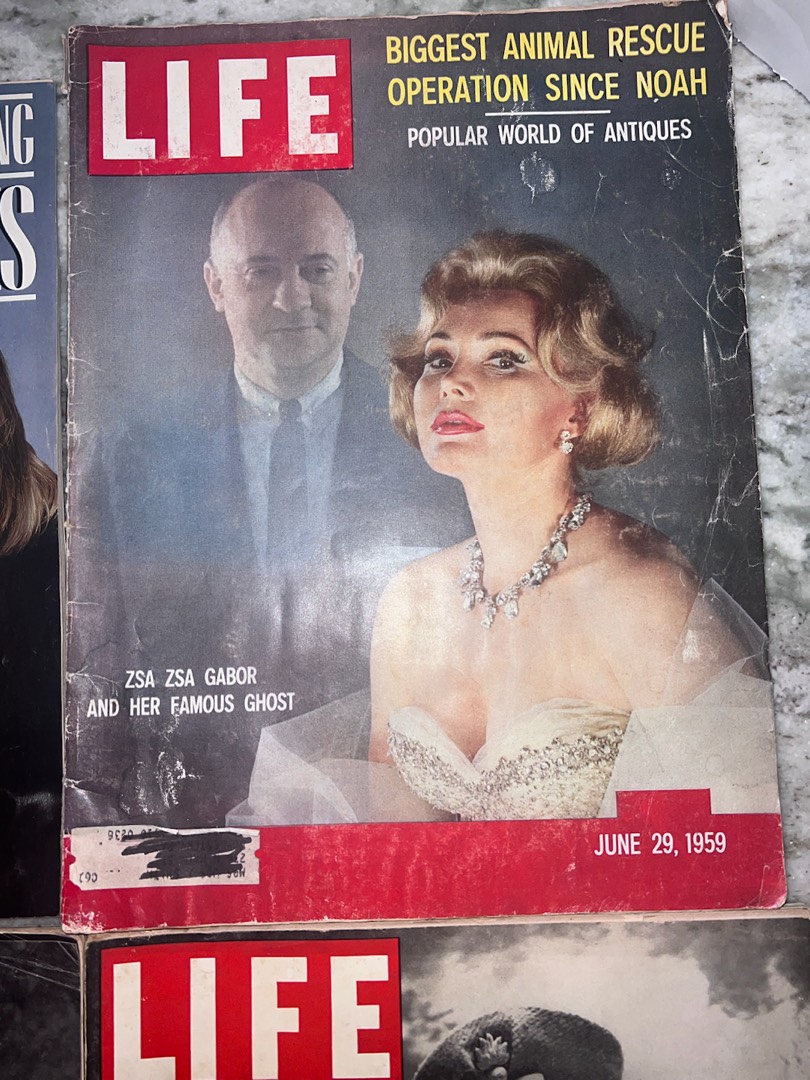 NG
S
LIFE
BIGGEST ANIMAL RESCUE
OPERATION SINCE NOAH
POPULAR WORLD OF ANTIQUES
ZSA ZSA GABOR
AND HER FAMOUS GHOST
JUNE 29, 1959
LIFE